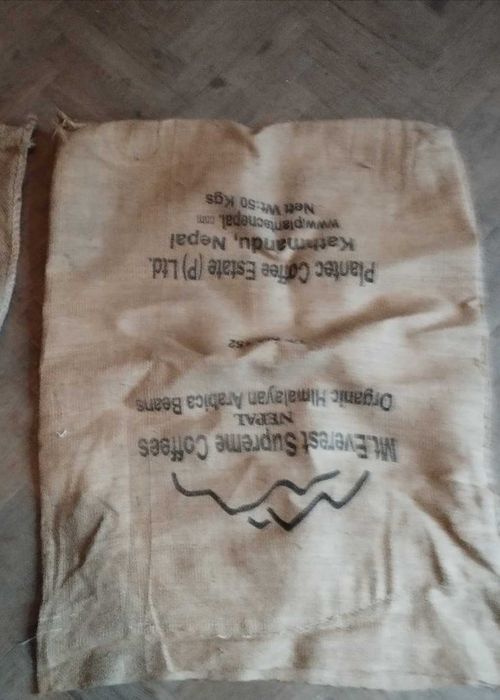 Mt.Everest Supreme Coffees
NEPAL
Organic Himalayan Arabica Beans
Plantec Coffee Estate (P) Ltd.
Kathmandu, Nepal
www.plantecnepal.com
Nett Wt:50 Kgs